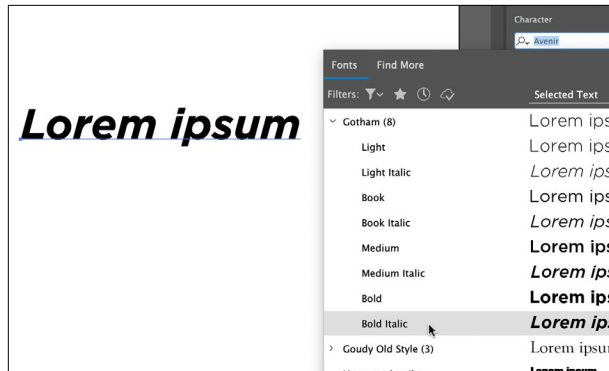 Character
Avenir
Fonts Find More
Filters: Selected Text
Lorem ipsum
Gotham (8) Lorem ips
Light Lorem ips
Light Italic Lorem ips
Book Lorem ips
Book Italic Lorem ips
Medium Lorem ips
Medium Italic Lorem ips
Bold Lorem ips
Bold Italic Lorem ip
Goudy Old Style (3) Lorem ipsu
Lorem ipsum